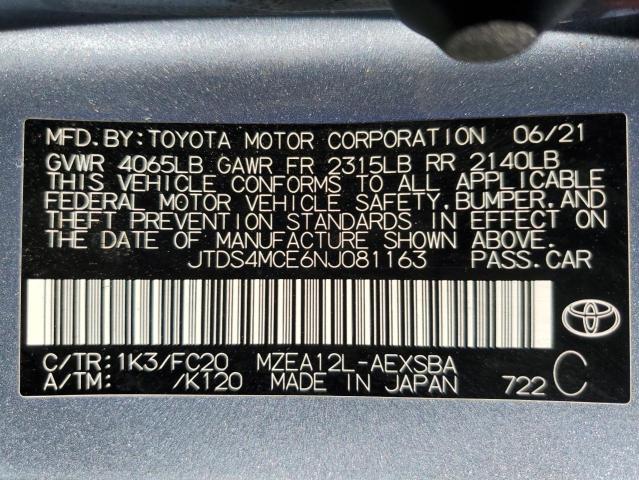 MFD.BY:TOYOTA MOTOR CORPORATION 06/21
GVWR 4065LB GAWR FR 2315LB RR 2140LB
THIS VEHICLE CONFORMS TO ALL APPLICABLE
FEDERAL MOTOR VEHICLE SAFETY,BUMPER,AND
THEFT PREVENTION STANDARDS IN EFFECT ON
THE DATE OF MANUFACTURE SHOWN ABOVE.
JTDS4MCE6NJ081163 PASS.CAR
C/TR:1K3/FC20 MZEA12L-AEXSBA
A/TM: /K120 MADE IN JAPAN 722 C